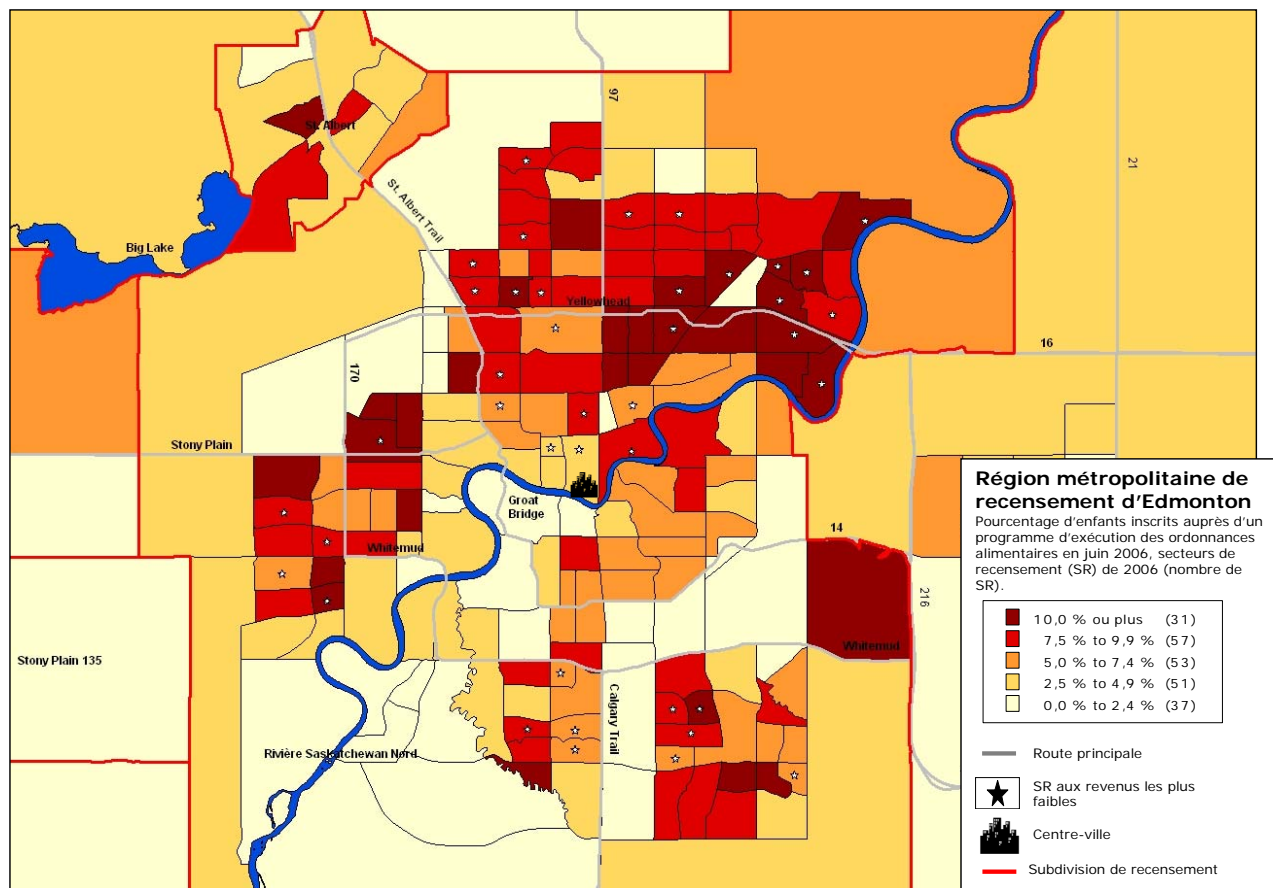 97
21
St. Albert
St. Albert Trail
Big Lake
Yellowhead
16
170
Stony Plain
Groat
Bridge
14
Whitemud
216
Whitemud
Stony Plain 135
Calgary Trail
Rivière Saskatchewan Nord
Région métropolitaine de
recensement d'Edmonton
Pourcentage d'enfants inscrits auprès d'un
programme d'exécution des ordonnances
alimentaires en juin 2006, secteurs de
recensement (SR) de 2006 (nombre de
SR).
10,0 % ou plus (31)
7,5 % to 9,9 % (57)
5,0 % to 7,4 % (53)
2,5 % to 4,9 % (51)
0,0 % to 2,4 % (37)
Route principale
SR aux revenus les plus
faibles
Centre-ville
Subdivision de recensement